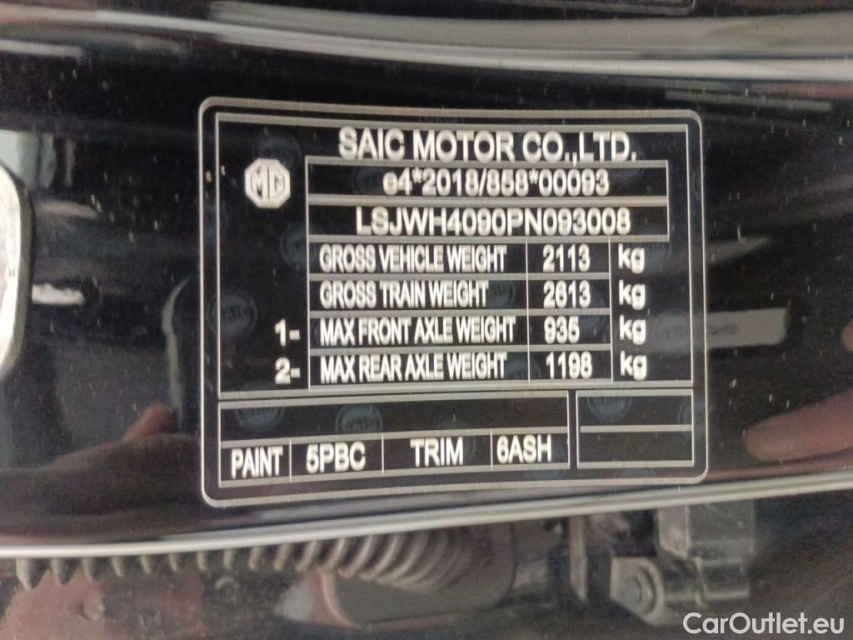 SAIC MOTOR CO.,LTD.
MG
e4*2018/858*00093
LSJWH4090PN093008
GROSS VEHICLE WEIGHT 2113 kg
GROSS TRAIN WEIGHT 2613 kg
1- MAX FRONT AXLE WEIGHT 935 kg
2- MAX REAR AXLE WEIGHT 1198 kg
PAINT 5PBC TRIM 6ASH
CarOutlet.eu